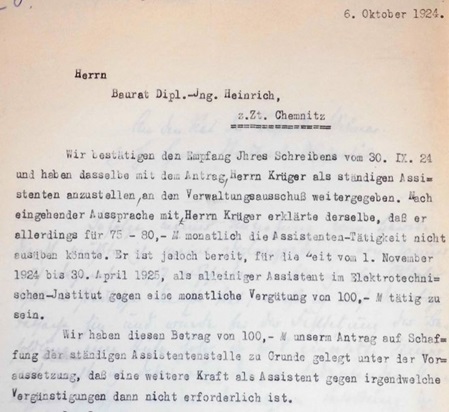 6. Oktober 1924.
Herrn
Baurat Dipl.-Jng. Heinrich,
z.Zt. Chemnitz
Wir bestätigen den Empfang Jhres Schreibens vom 30. IX. 24
und haben dasselbe mit dem Antrag, Herrn Krüger als ständigen Assi=
stenten anzustellen, an den Verwaltungsausschuß weitergegeben. Nach
eingehender Aussprache mit Herrn Krüger erklärte derselbe, daß er
allerdings für 75 - 80,- M monatlich die Assistenten-Tätigkeit nicht
ausüben könnte. Er ist jedoch bereit, für die Zeit vom 1. November
1924 bis 30. April 1925, als alleiniger Assistent im Elektrotechni=
schen-Institut gegen eine monatliche Vergütung von 100,- M tätig zu
sein.
Wir haben diesen Betrag von 100,- M unserm Antrag auf Schaf=
fung der ständigen Assistentenstelle zu Grunde gelegt unter der Vor=
aussetzung, daß eine weitere Kraft als Assistent gegen irgendwelche
Vergünstigungen dann nicht erforderlich ist.